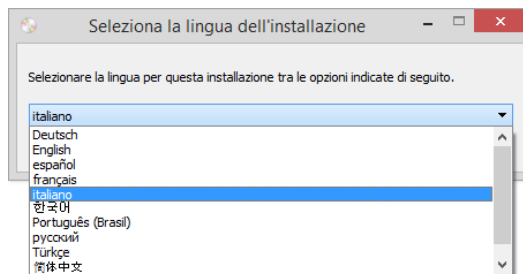 Seleziona la lingua dell'installazione
Selezionare la lingua per questa installazione tra le opzioni indicate di seguito.
italiano
Deutsch
English
español
français
italiano
한국어
Português (Brasil)
русский
Türkçe
简体中文